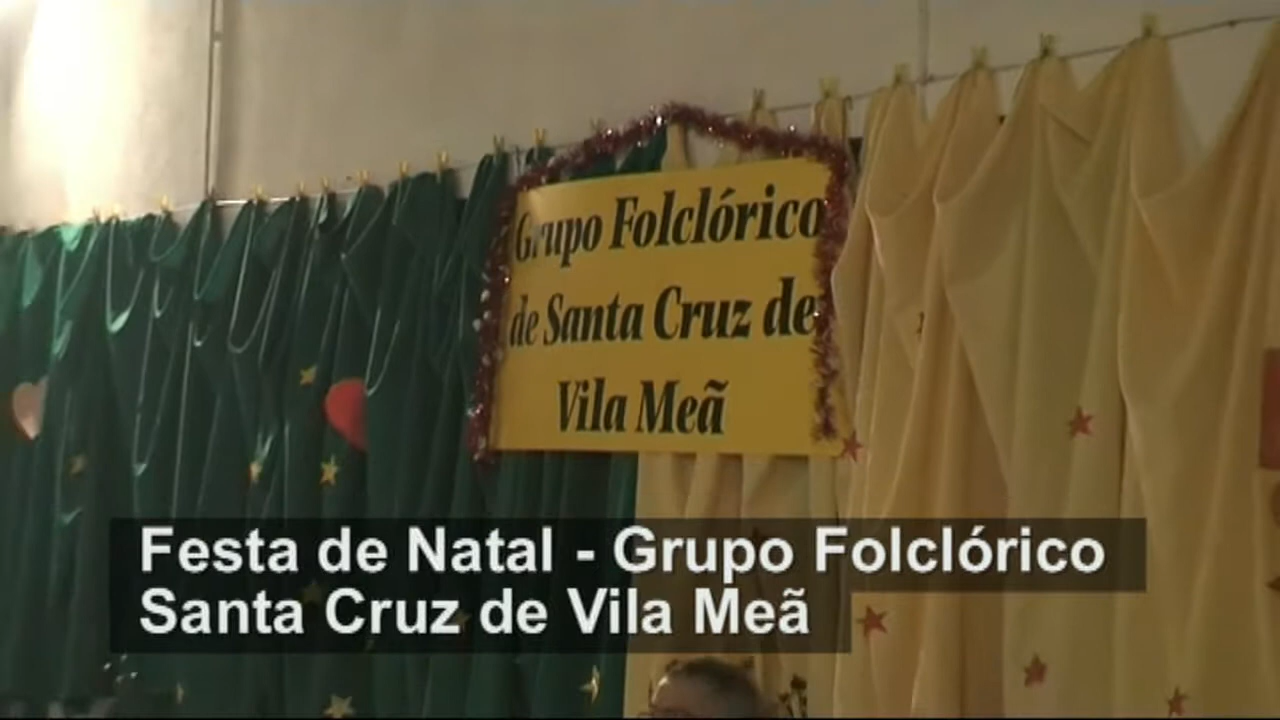 Grupo Folclórico
de Santa Cruz de
Vila Meã
Festa de Natal - Grupo Folclórico
Santa Cruz de Vila Meã